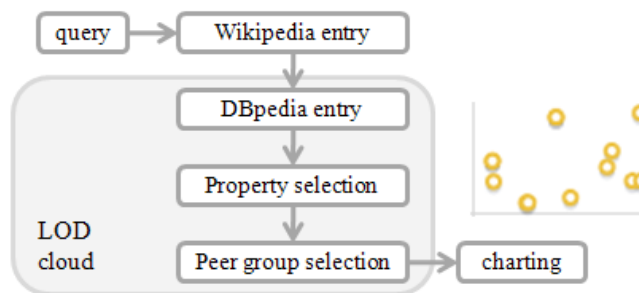 query
Wikipedia entry
DBpedia entry
Property selection
LOD
cloud
Peer group selection
charting